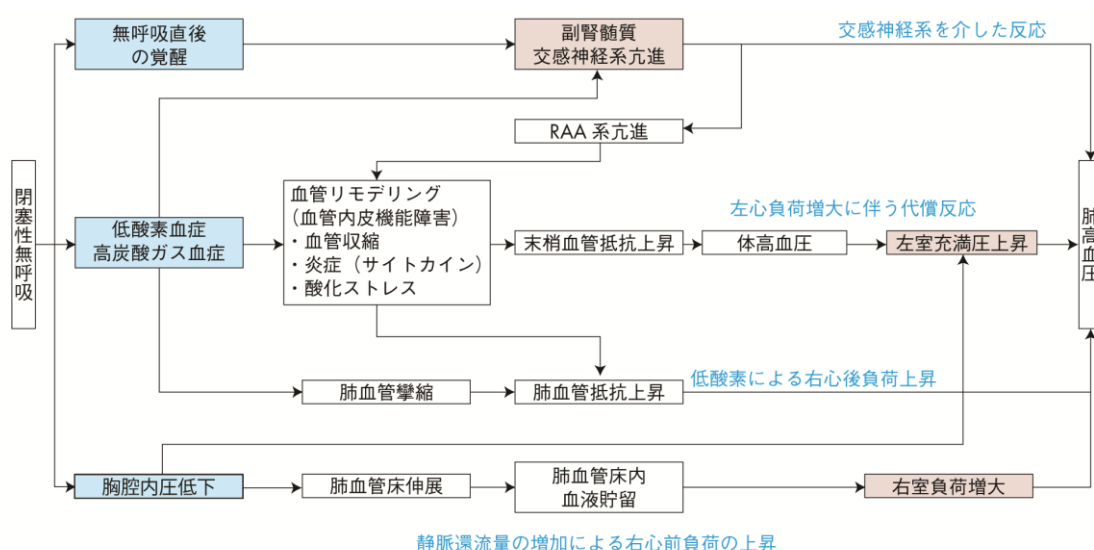 無呼吸直後
の覚醒
副腎髄質
交感神経系亢進
交感神経系を介した反応
RAA 系亢進
閉塞性無呼吸
低酸素血症
高炭酸ガス血症
血管リモデリング
（血管内皮機能障害）
・血管収縮
・炎症（サイトカイン）
・酸化ストレス
末梢血管抵抗上昇
体高血圧
左心負荷増大に伴う代償反応
左室充満圧上昇
肺高血圧
肺血管攣縮
肺血管抵抗上昇
低酸素による右心後負荷上昇
胸腔内圧低下
肺血管床伸展
肺血管床内
血液貯留
右室負荷増大
静脈還流量の増加による右心前負荷の上昇